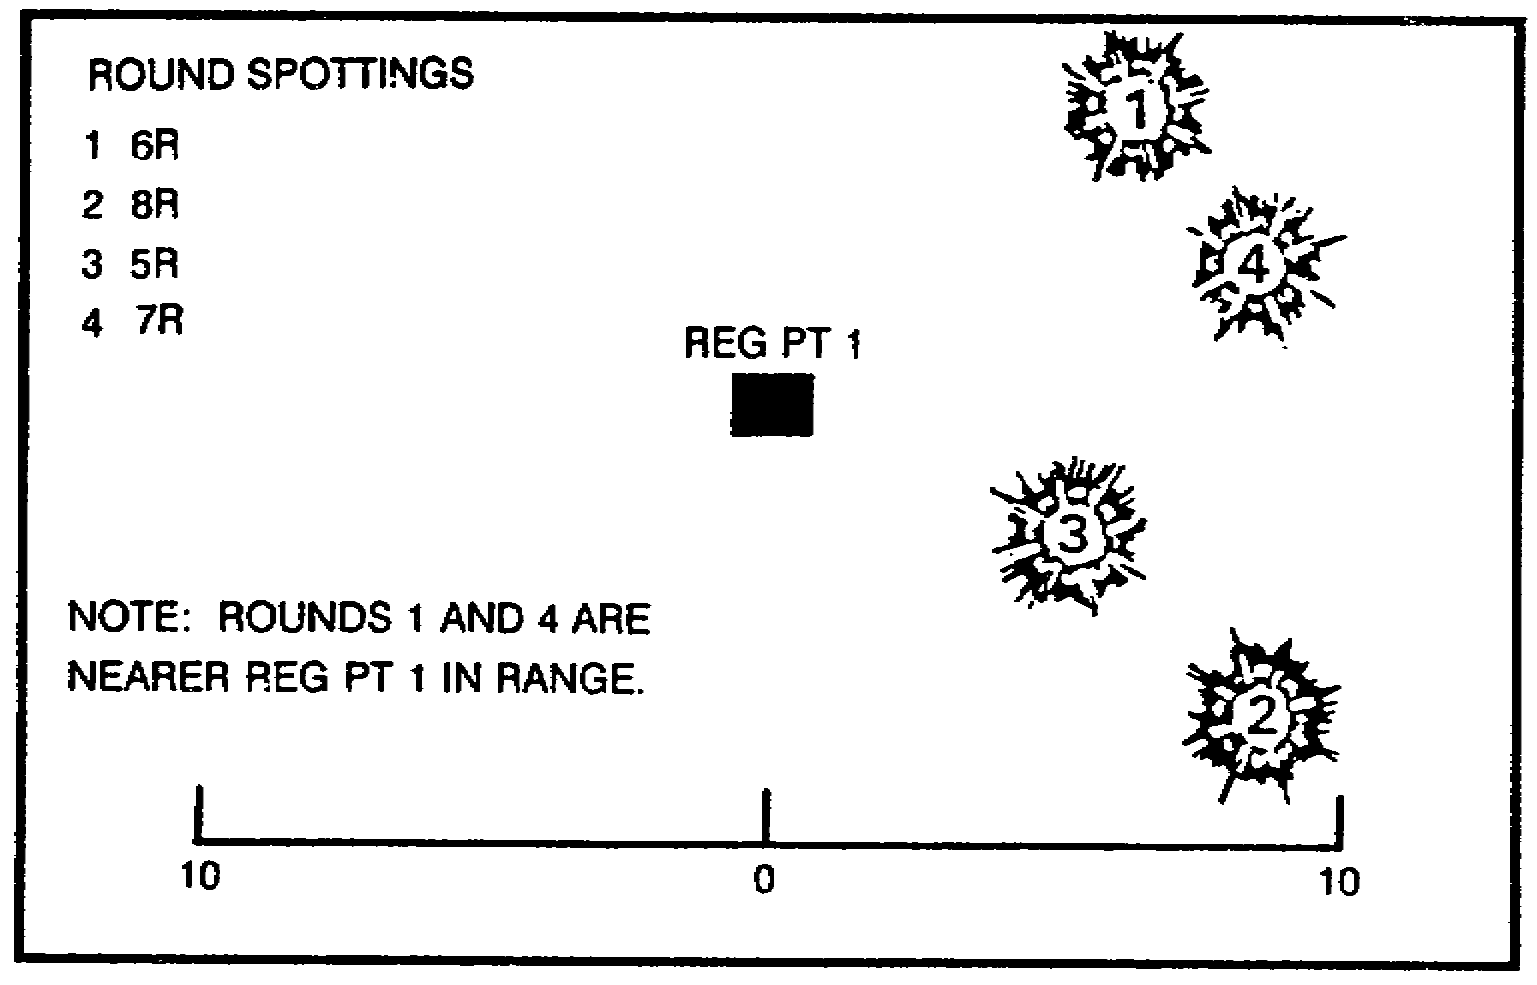 ROUND SPOTTINGS
1 6R
2 8R
3 5R
4 7R
1
4
REG PT 1
3
NOTE: ROUNDS 1 AND 4 ARE
NEARER REG PT 1 IN RANGE.
2
10 0 10